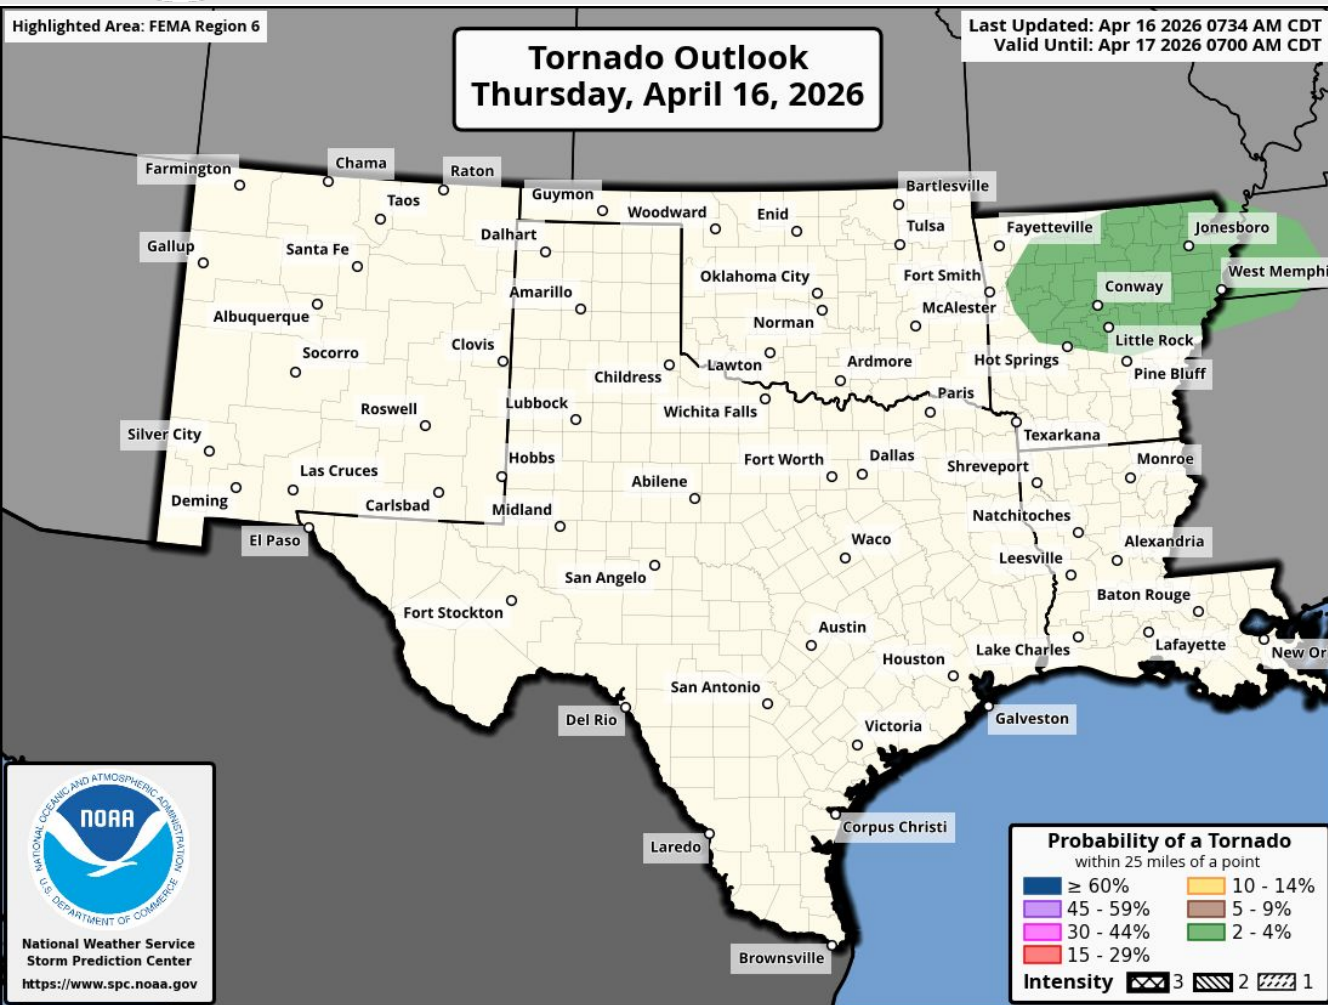 Highlighted Area: FEMA Region 6
Last Updated: Apr 16 2026 0734 AM CDT
Valid Until: Apr 17 2026 0700 AM CDT
Tornado Outlook
Thursday, April 16, 2026
Farmington
Chama
Raton
Taos
Guymon
Woodward
Enid
Bartlesville
Tulsa
Fayetteville
Jonesboro
Gallup
Santa Fe
Dalhart
Oklahoma City
Fort Smith
Conway
West Memphi
Amarillo
Albuquerque
Norman
McAlester
Socorro
Clovis
Childress
Lawton
Ardmore
Hot Springs
Little Rock
Pine Bluff
Roswell
Lubbock
Wichita Falls
Paris
Texarkana
Silver City
Las Cruces
Hobbs
Abilene
Fort Worth
Dallas
Shreveport
Monroe
Deming
Carlsbad
Midland
Natchitoches
El Paso
Waco
Leesville
Alexandria
San Angelo
Fort Stockton
Baton Rouge
Austin
Houston
Lake Charles
Lafayette
New Or
San Antonio
Del Rio
Galveston
Victoria
Corpus Christi
Laredo
Brownsville
NATIONAL OCEANIC AND ATMOSPHERIC ADMINISTRATION
NOAA
U.S. DEPARTMENT OF COMMERCE
National Weather Service
Storm Prediction Center
https://www.spc.noaa.gov
Probability of a Tornado
within 25 miles of a point
≥ 60% 10 - 14%
45 - 59% 5 - 9%
30 - 44% 2 - 4%
15 - 29%
Intensity 3 2 1